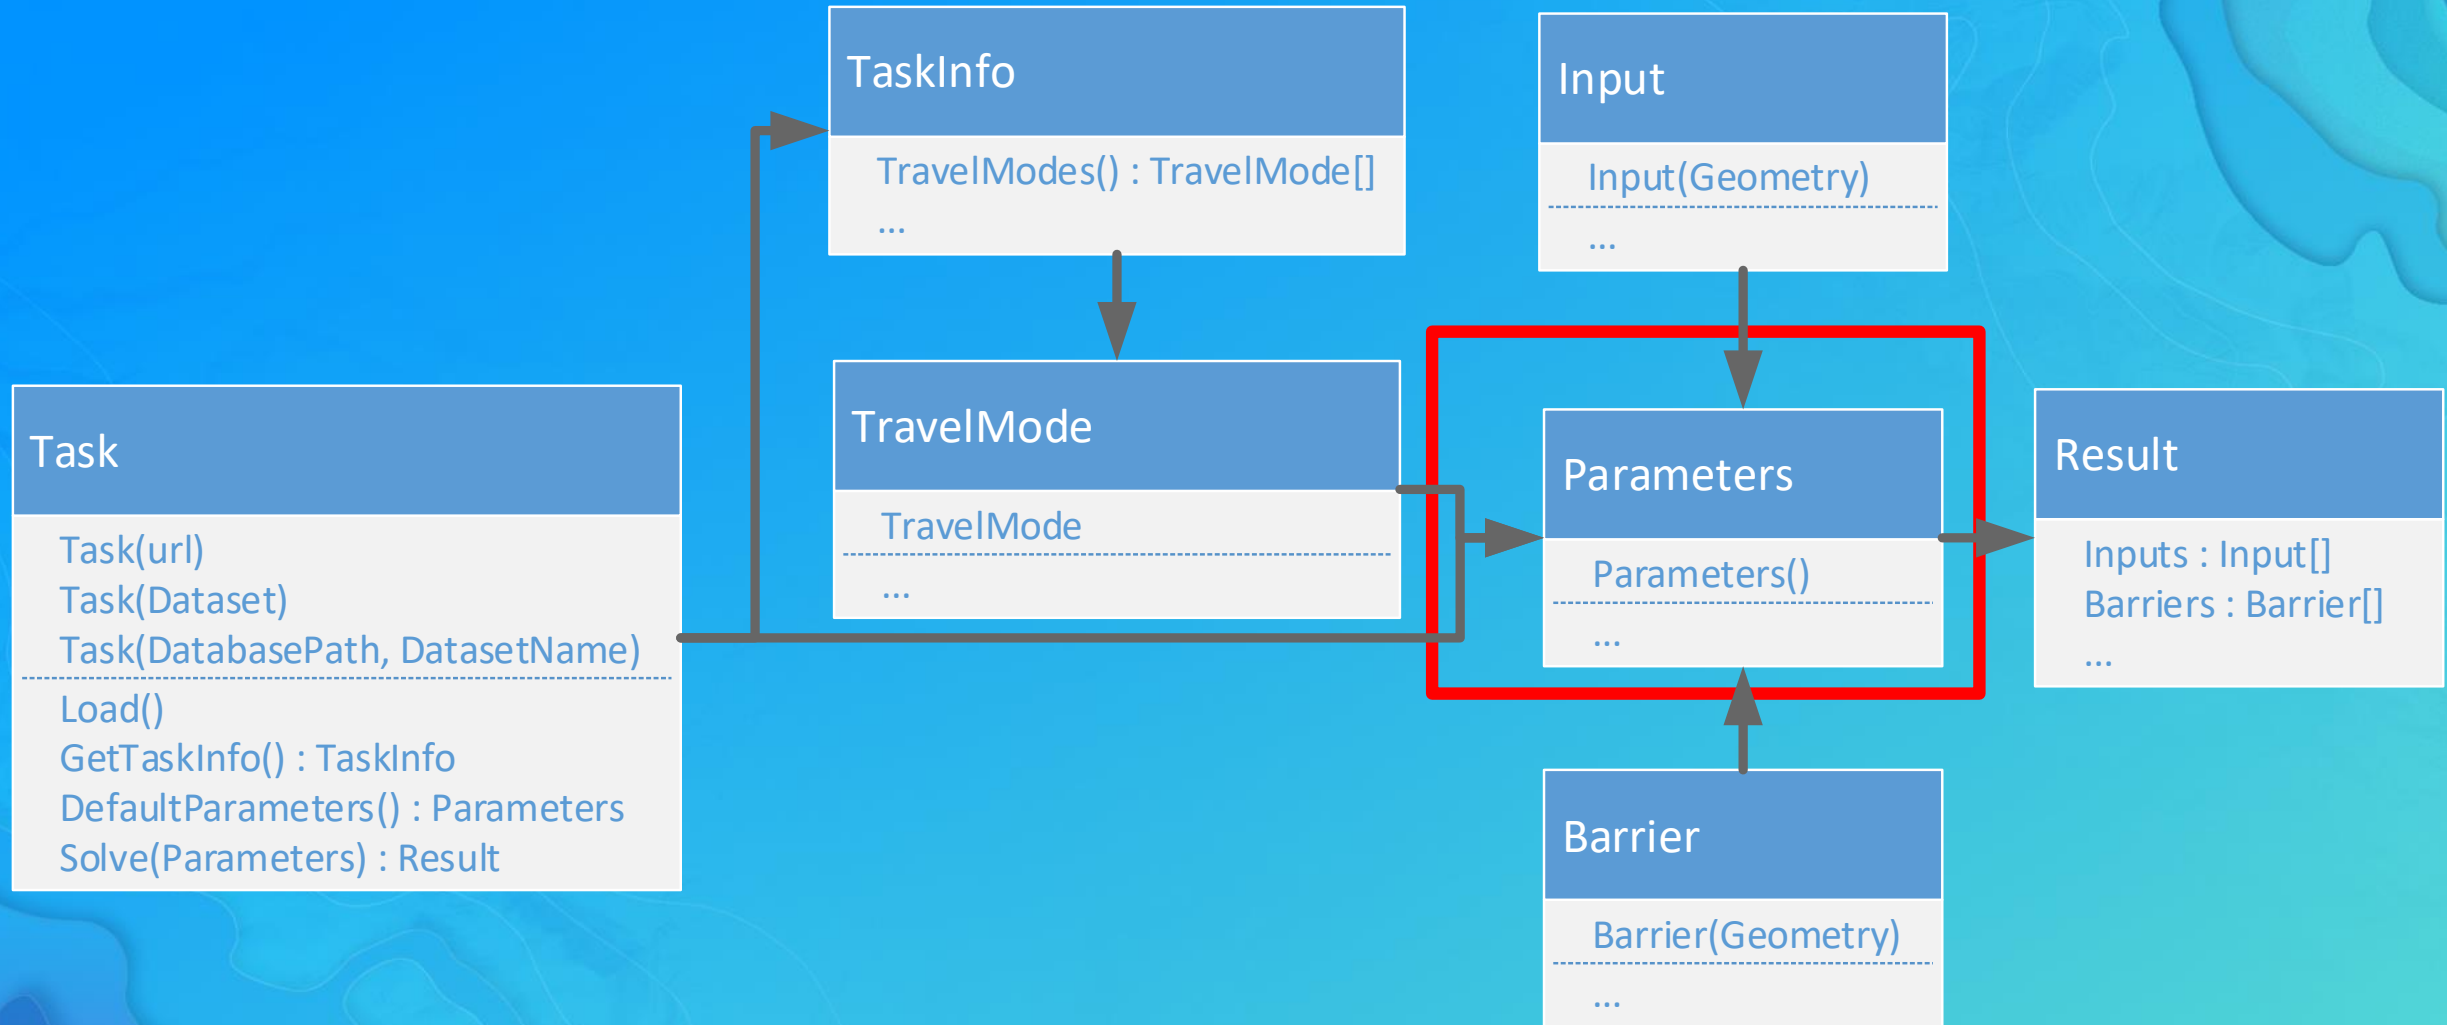 TaskInfo
TravelModes() : TravelMode[]
...
Input
Input(Geometry)
...
Task
Task(url)
Task(Dataset)
Task(DatabasePath, DatasetName)
Load()
GetTaskInfo() : TaskInfo
DefaultParameters() : Parameters
Solve(Parameters) : Result
TravelMode
TravelMode
...
Parameters
Parameters()
...
Result
Inputs : Input[]
Barriers : Barrier[]
...
Barrier
Barrier(Geometry)
...